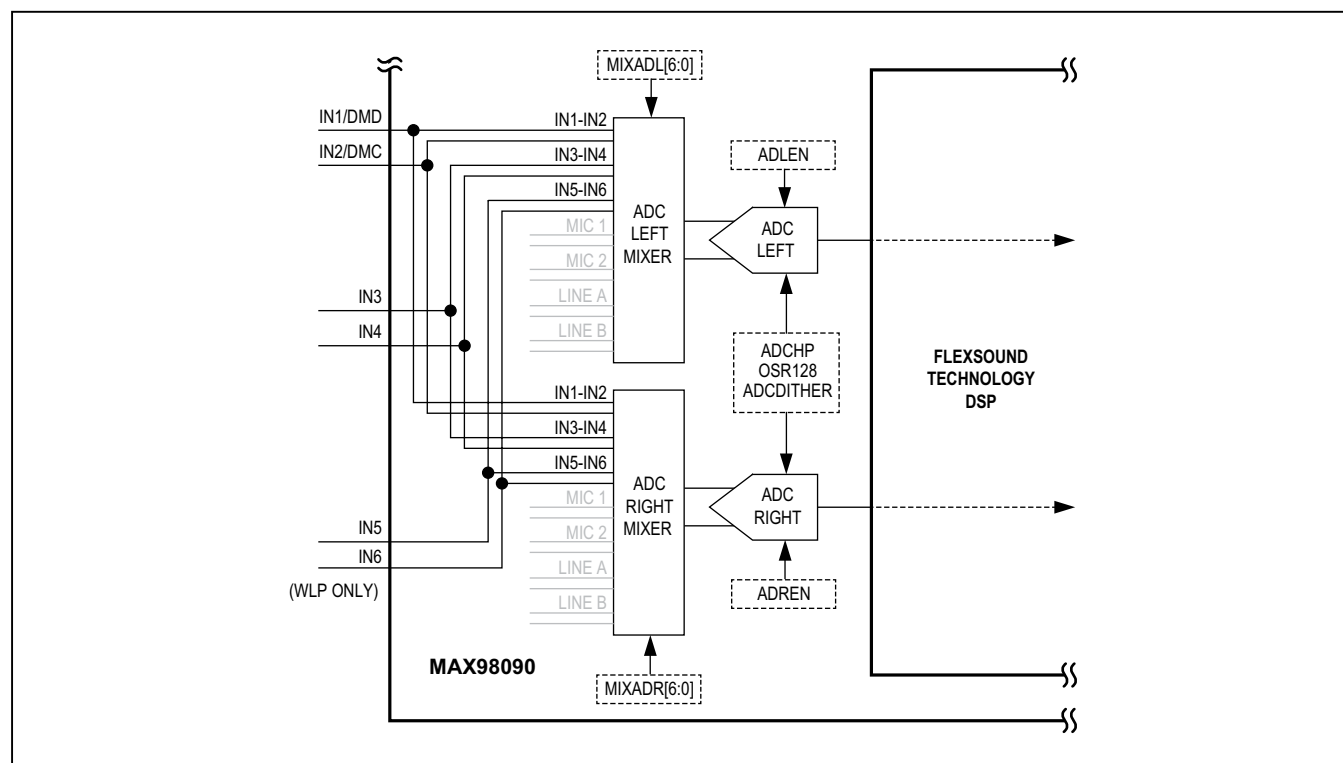 MIXADL[6:0]
IN1/DMD
IN2/DMC
IN1-IN2
IN3-IN4
IN5-IN6
MIC 1
MIC 2
LINE A
LINE B
ADC
LEFT
MIXER
ADLEN
ADC
LEFT
IN3
IN4
ADCHP
OSR128
ADCDITHER
FLEXSOUND
TECHNOLOGY
DSP
IN1-IN2
IN3-IN4
IN5-IN6
MIC 1
MIC 2
LINE A
LINE B
ADC
RIGHT
MIXER
ADC
RIGHT
ADREN
IN5
IN6
(WLP ONLY)
MAX98090
MIXADR[6:0]